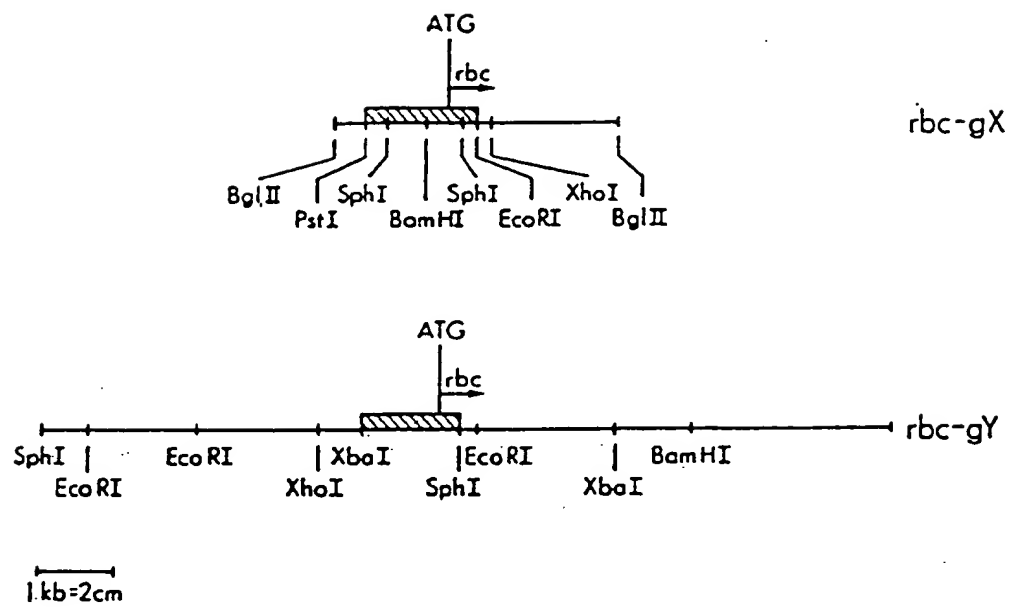 ATG
rbc
rbc-gX
BglII
PstI
SphI
BamHI
SphI
EcoRI
XhoI
BglII
ATG
rbc
rbc-gY
SphI
EcoRI
EcoRI
XhoI
XbaI
SphI
EcoRI
XbaI
BamHI
1 kb=2cm